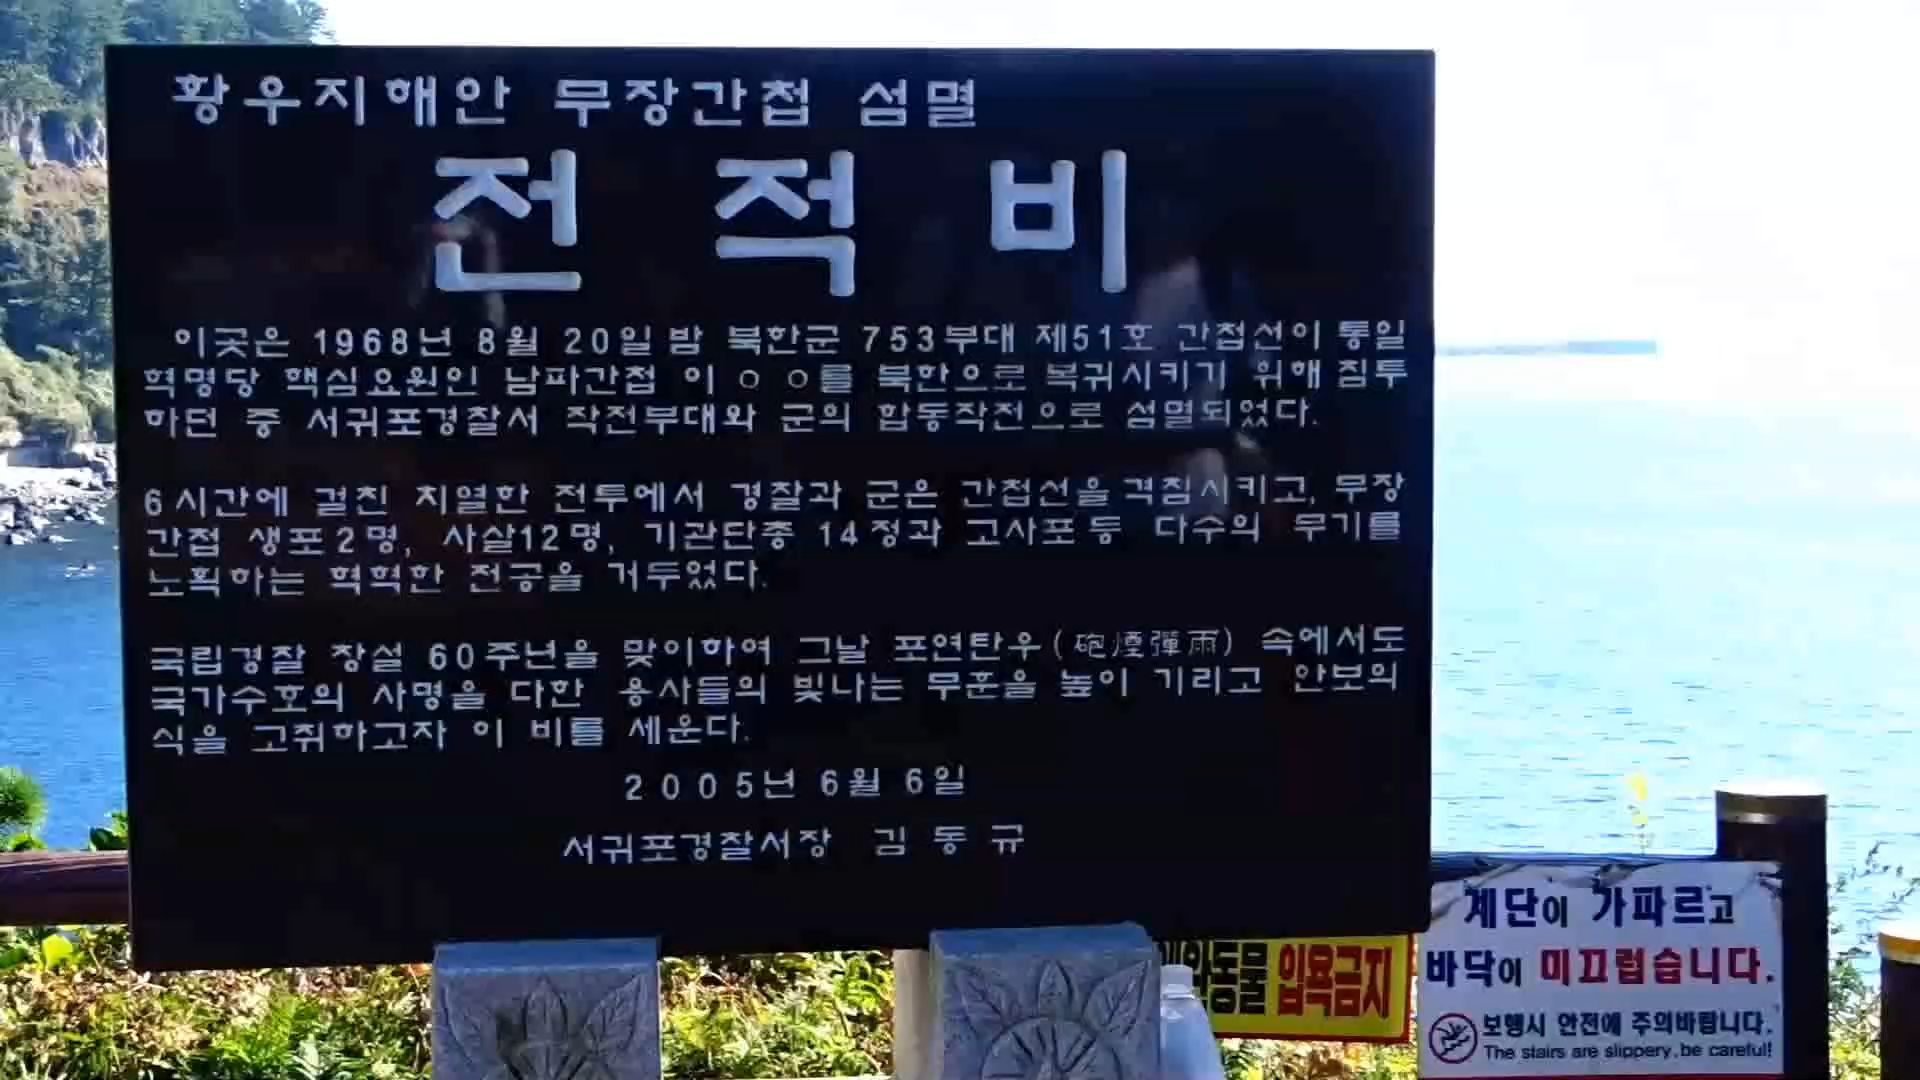 황우지해안 무장간첩 섬멸
전적비
이곳은 1968년 8월 20일 밤 북한군 753부대 제51호 간첩선이 통일
혁명당 핵심요원인 남파간첩 이ㅇㅇ를 북한으로 복귀시키기 위해 침투
하던 중 서귀포경찰서 작전부대와 군의 합동작전으로 섬멸되었다.
6시간에 걸친 치열한 전투에서 경찰과 군은 간첩선을 격침시키고, 무장
간첩 생포2명, 사살12명, 기관단총 14정과 고사포등 다수의 무기를
노획하는 혁혁한 전공을 거두었다.
국립경찰 창설 60주년을 맞이하여 그날 포연탄우(砲煙彈雨) 속에서도
국가수호의 사명을 다한 용사들의 빛나는 무훈을 높이 기리고 안보의
식을 고취하고자 이 비를 세운다.
2005년 6월 6일
서귀포경찰서장 김동규
입욕금지
계단이 가파르고
바닥이 미끄럽습니다.
보행시 안전에 주의바랍니다.
The stairs are slippery, be careful!